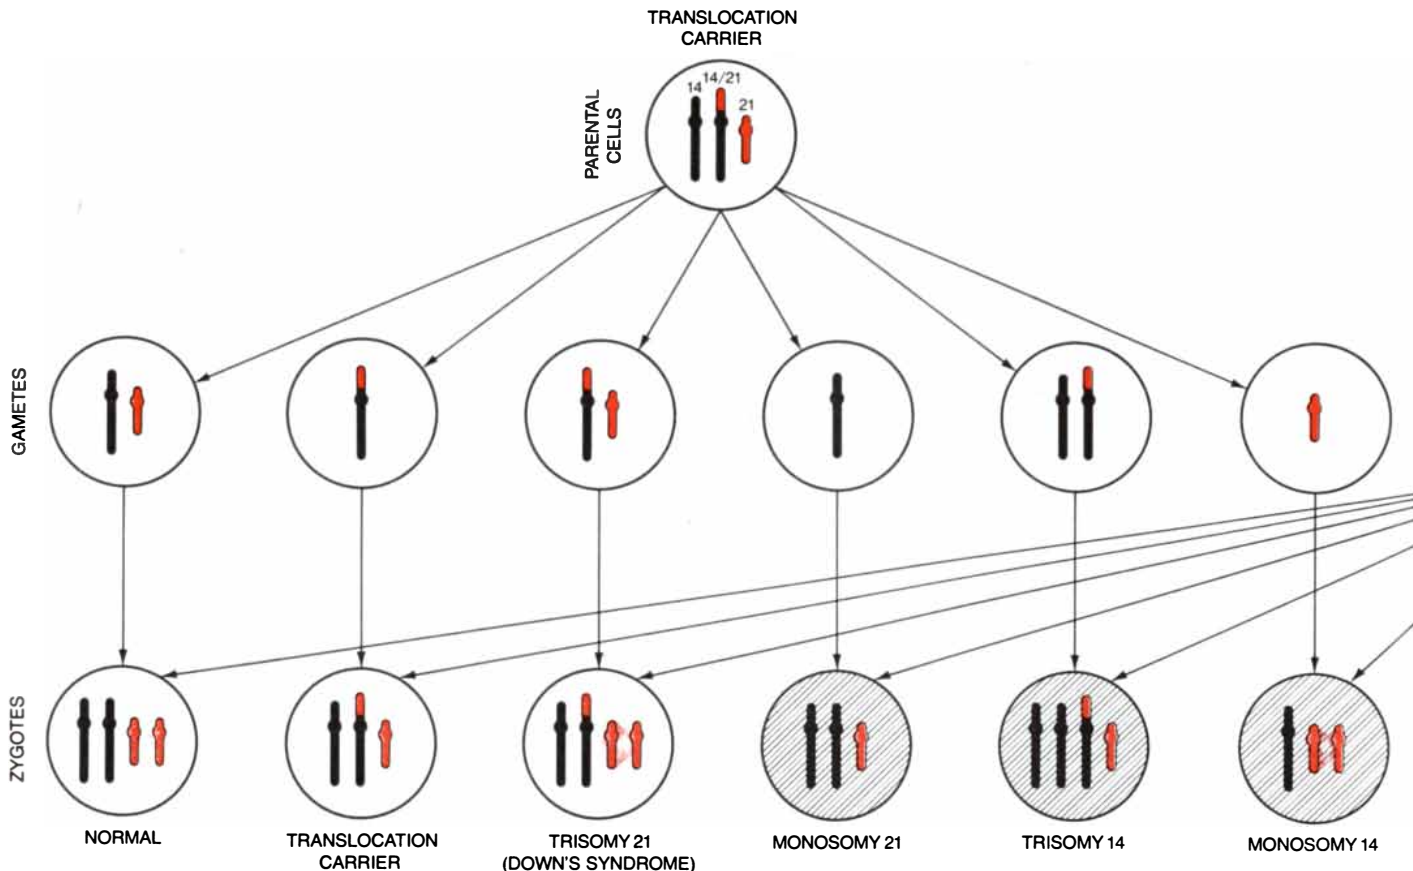 TRANSLOCATION
CARRIER
PARENTAL
CELLS
14
14/21
21
GAMETES
ZYGOTES
NORMAL
TRANSLOCATION
CARRIER
TRISOMY 21
(DOWN'S SYNDROME)
MONOSOMY 21
TRISOMY 14
MONOSOMY 14